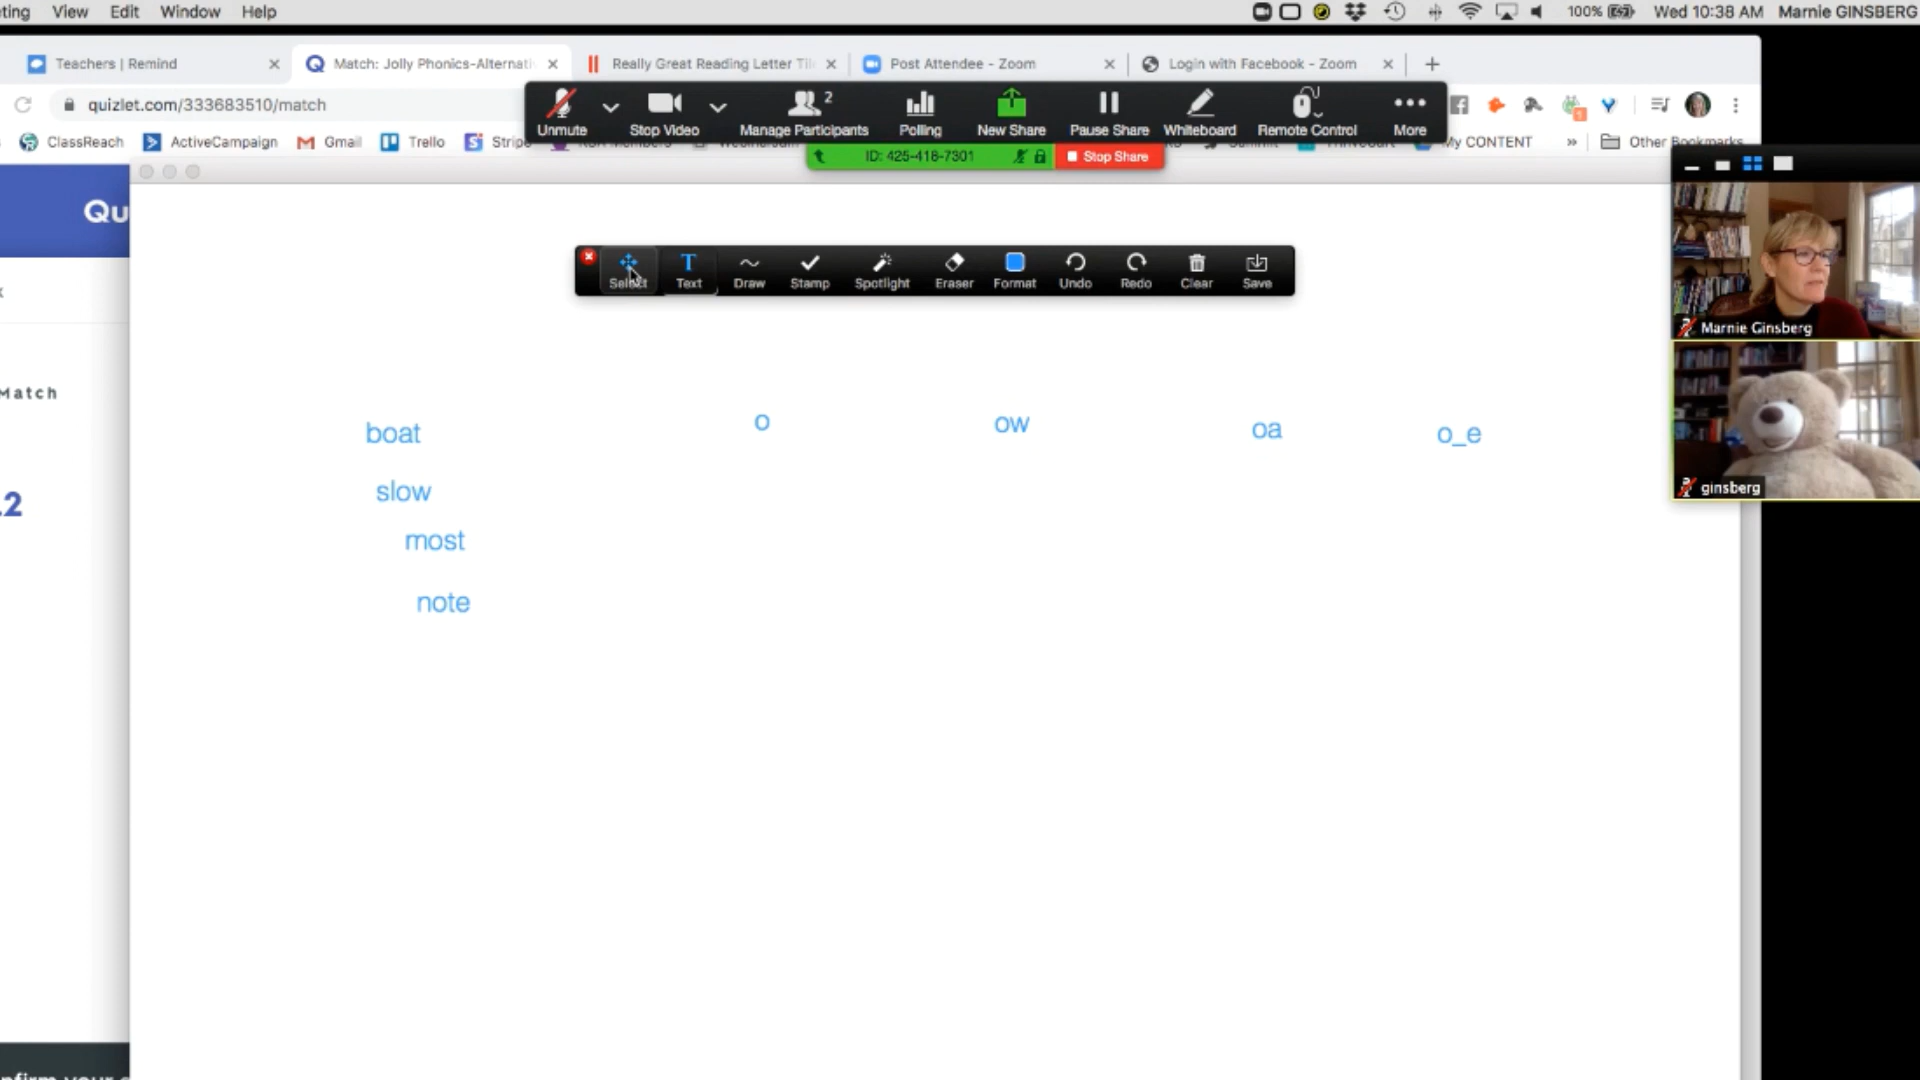 ting View Edit Window Help 100% Wed 10:38 AM Marnie GINSBERG
Teachers | Remind Match: Jolly Phonics-Alternati Really Great Reading Letter Til Post Attendee - Zoom Login with Facebook - Zoom
quizlet.com/333683510/match
Unmute Stop Video Manage Participants 2 Polling New Share Pause Share Whiteboard Remote Control More
ClassReach ActiveCampaign Gmail Trello Stripe My CONTENT » Other Bookmarks
ID: 425-418-7301 Stop Share
Qu
Select Text Draw Stamp Spotlight Eraser Format Undo Redo Clear Save
Marnie Ginsberg
Match
boat o ow oa o_e
slow
ginsberg
.2
most
note
nfirm your